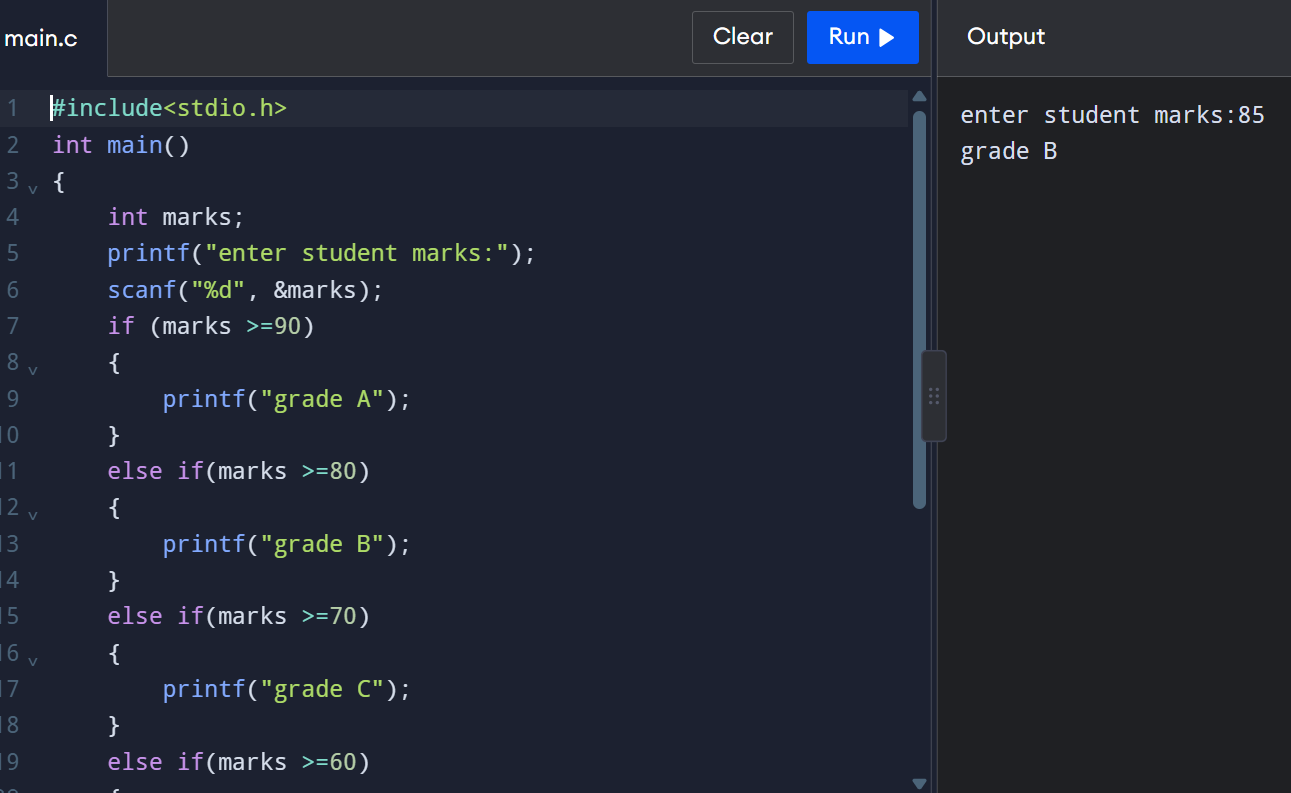 main.c
Clear
Run
Output
1 #include<stdio.h>
2 int main()
3 {
4     int marks;
5     printf("enter student marks:");
6     scanf("%d", &marks);
7     if (marks >=90)
8     {
9         printf("grade A");
10     }
11     else if(marks >=80)
12     {
13         printf("grade B");
14     }
15     else if(marks >=70)
16     {
17         printf("grade C");
18     }
19     else if(marks >=60)
{
enter student marks:85
grade B